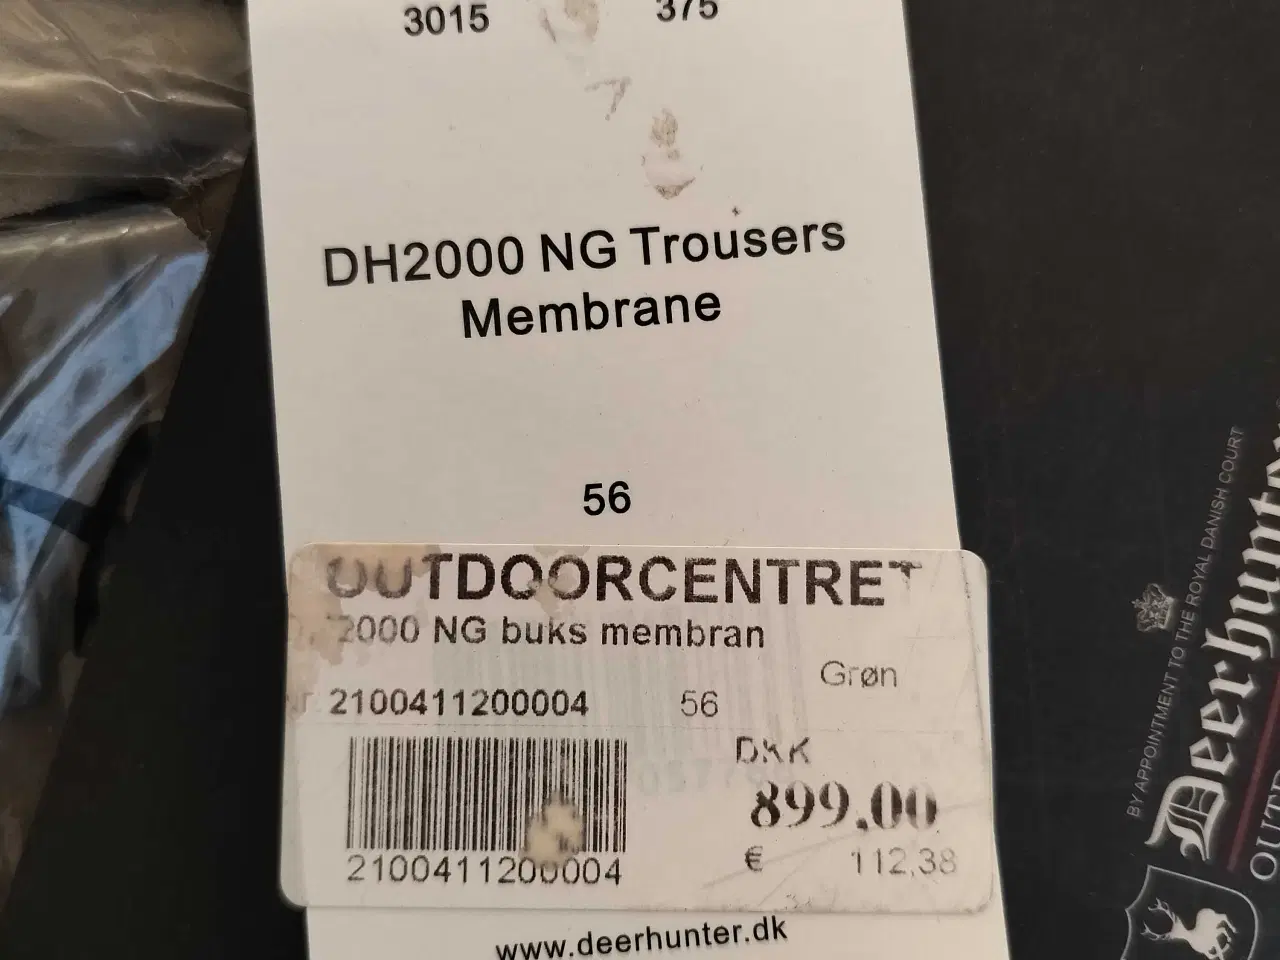 3015 375
DH2000 NG Trousers
Membrane
56
OUTDOORCENTRET
2000 NG buks membran
Grøn
2100411200004 56
DKK
899,00
2100411200004
€ 112,38
www.deerhunter.dk
BY APPOINTMENT TO THE ROYAL DANISH COURT
Deerhunter